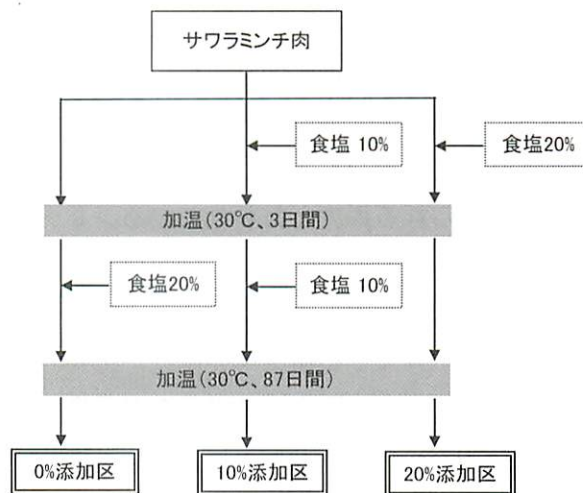 サワラミンチ肉
食塩 10%
食塩20%
加温(30℃、3日間)
食塩20%
食塩 10%
加温(30℃、87日間)
0%添加区
10%添加区
20%添加区